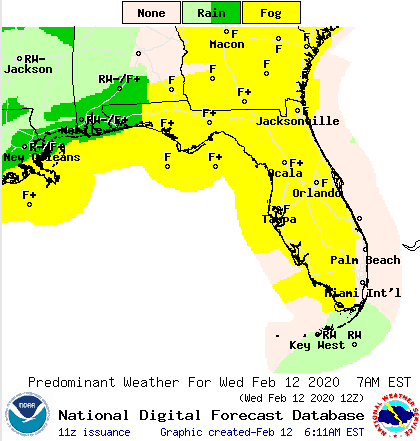 None Rain Fog
F F
Macon
RW-
Jackson
RW-/F+ F F F
F+
F+ F+
Jacksonville
Mobile RW-/F+
R-/F+
New Orleans F F+ F+
Ocala
F+ F
Orlando
F
Tampa
Palm Beach
Miami Int'l
RW RW
Key West
Predominant Weather For Wed Feb 12 2020 7AM EST
(Wed Feb 12 2020 12Z)
National Digital Forecast Database
11z issuance Graphic created-Feb 12 6:11AM EST
NOAA